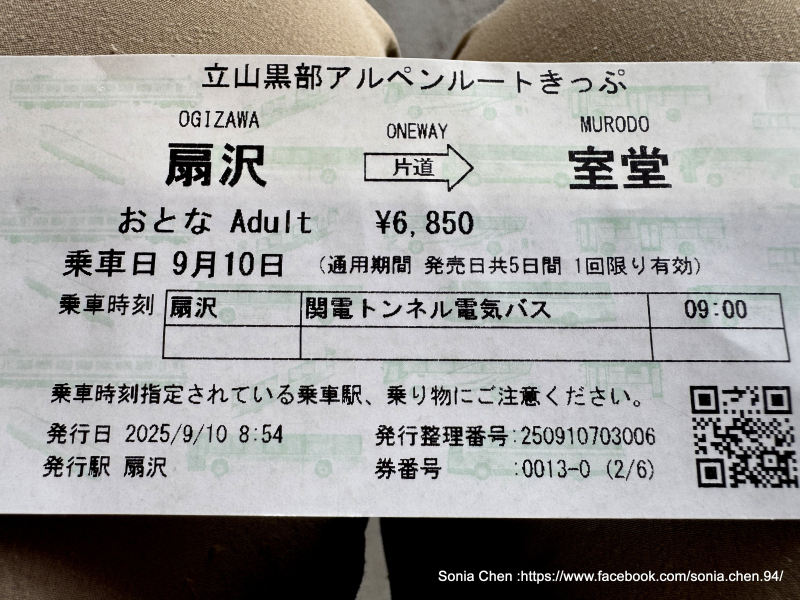 立山黒部アルペンルートきっぷ
OGIZAWA ONEWAY MURODO
扇沢 片道 室堂
おとな Adult ¥6,850
乗車日 9月10日 (通用期間 発売日共5日間 1回限り有効)
乗車時刻 扇沢 関電トンネル電気バス 09:00
乗車時刻指定されている乗車駅、乗り物にご注意ください。
発行日 2025/9/10 8:54 発行整理番号:250910703006
発行駅 扇沢 券番号 :0013-0 (2/6)
Sonia Chen :https://www.facebook.com/sonia.chen.94/